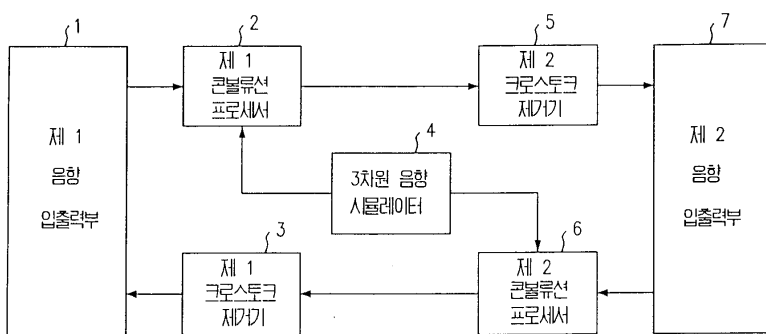 1
제 1
음향
입출력부
2
제 1
콘볼류션
프로세서
5
제 2
크로스토크
제거기
7
제 2
음향
입출력부
4
3차원 음향
시뮬레이터
3
제 1
크로스토크
제거기
6
제 2
콘볼류션
프로세서